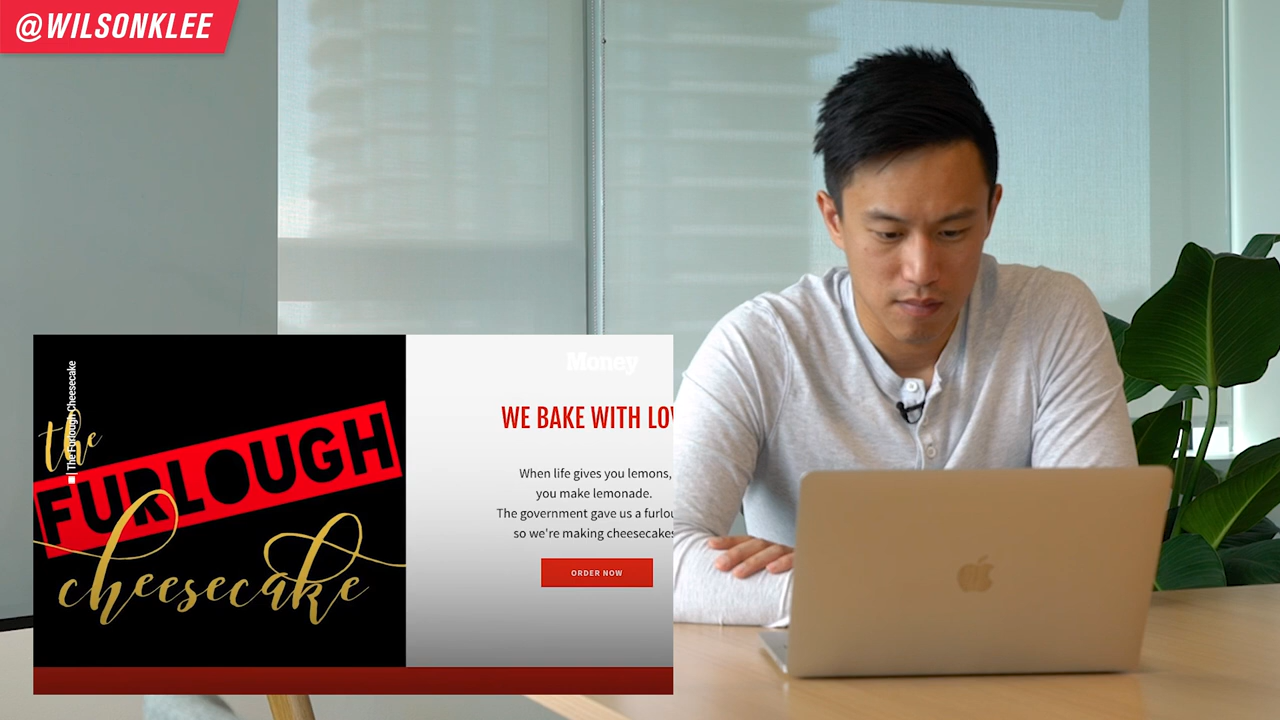 @WILSONKLEE
The Furlough Cheesecake
the
FURLOUGH
cheesecake
Money
WE BAKE WITH LOV
When life gives you lemons,
you make lemonade.
The government gave us a furlou
so we're making cheesecakes
ORDER NOW